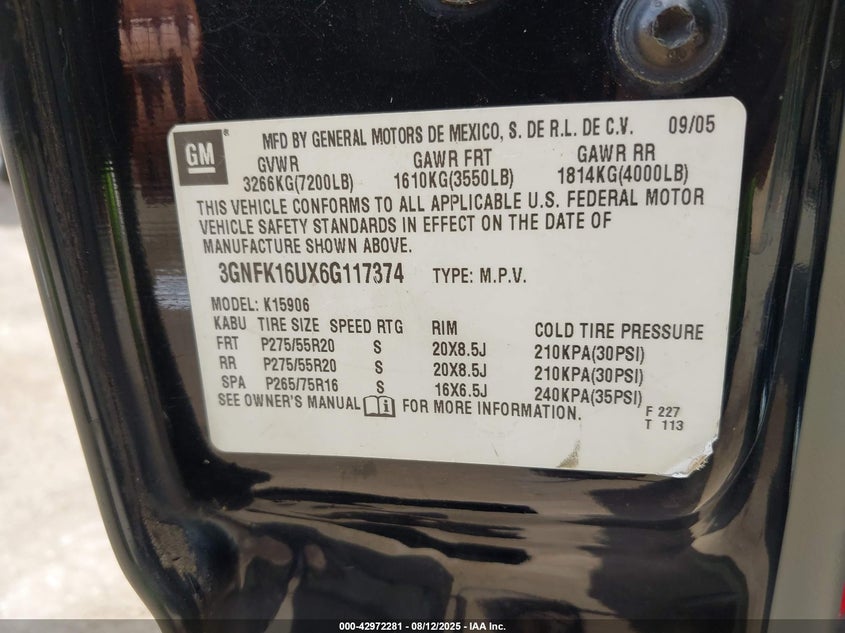 GM
MFD BY GENERAL MOTORS DE MEXICO, S. DE R.L. DE C.V. 09/05
GVWR GAWR FRT GAWR RR
3266KG(7200LB) 1610KG(3550LB) 1814KG(4000LB)
THIS VEHICLE CONFORMS TO ALL APPLICABLE U.S. FEDERAL MOTOR
VEHICLE SAFETY STANDARDS IN EFFECT ON THE DATE OF
MANUFACTURE SHOWN ABOVE.
3GNFK16UX6G117374 TYPE: M.P.V.
MODEL: K15906
KABU TIRE SIZE SPEED RTG RIM COLD TIRE PRESSURE
FRT P275/55R20 S 20X8.5J 210KPA(30PSI)
RR P275/55R20 S 20X8.5J 210KPA(30PSI)
SPA P265/75R16 S 16X6.5J 240KPA(35PSI)
SEE OWNER'S MANUAL FOR MORE INFORMATION. F 227
T 113
000-42972281 - 08/12/2025 - IAA Inc.